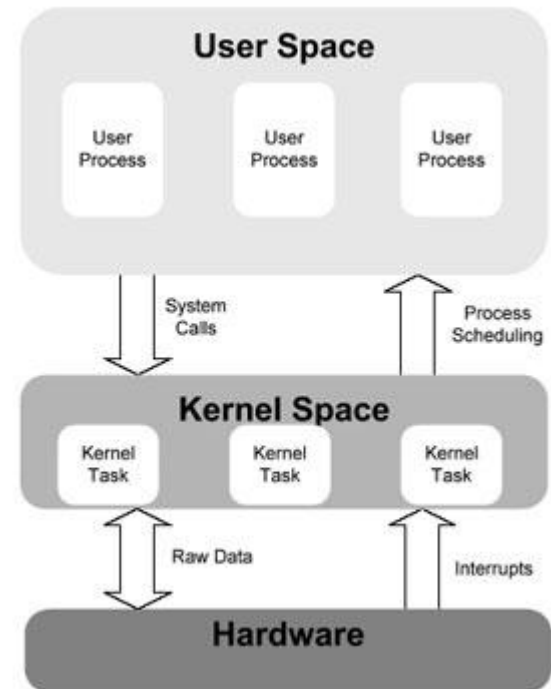 User Space
User
Process
User
Process
User
Process
System
Calls
Process
Scheduling
Kernel Space
Kernel
Task
Kernel
Task
Kernel
Task
Raw Data
Interrupts
Hardware